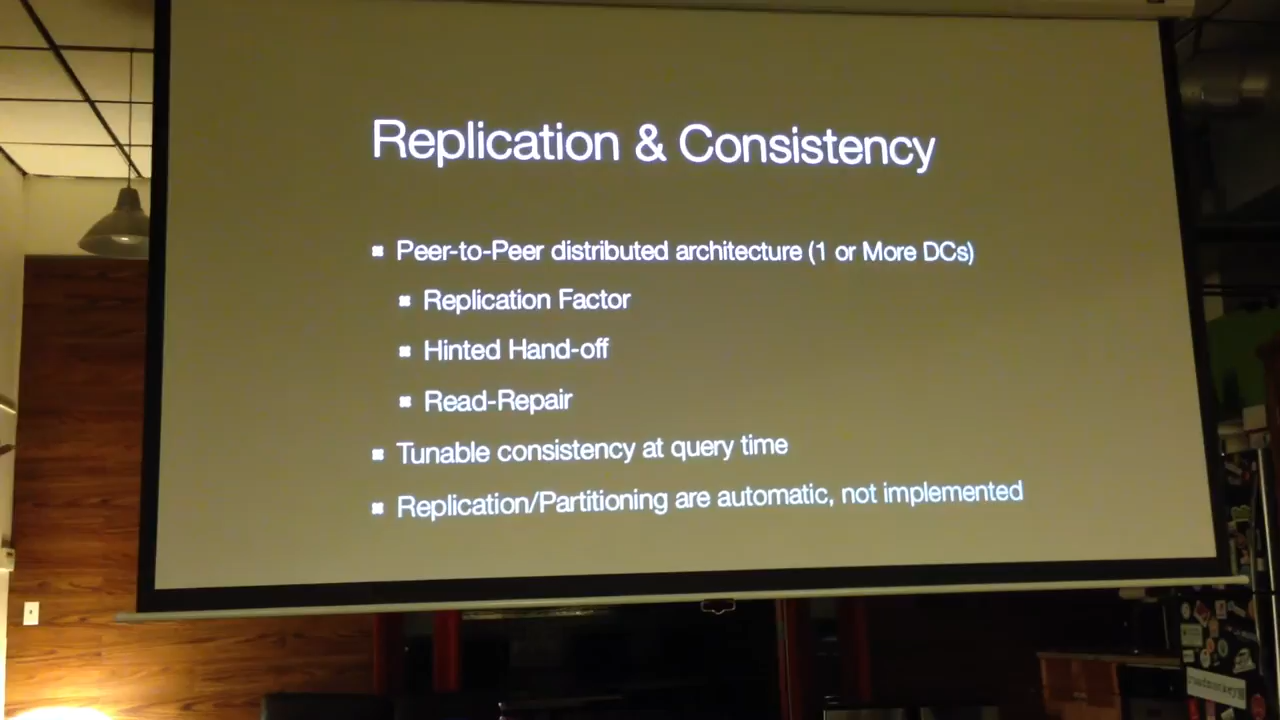 Replication & Consistency
Peer-to-Peer distributed architecture (1 or More DCs)
Replication Factor
Hinted Hand-off
Read-Repair
Tunable consistency at query time
Replication/Partitioning are automatic, not implemented